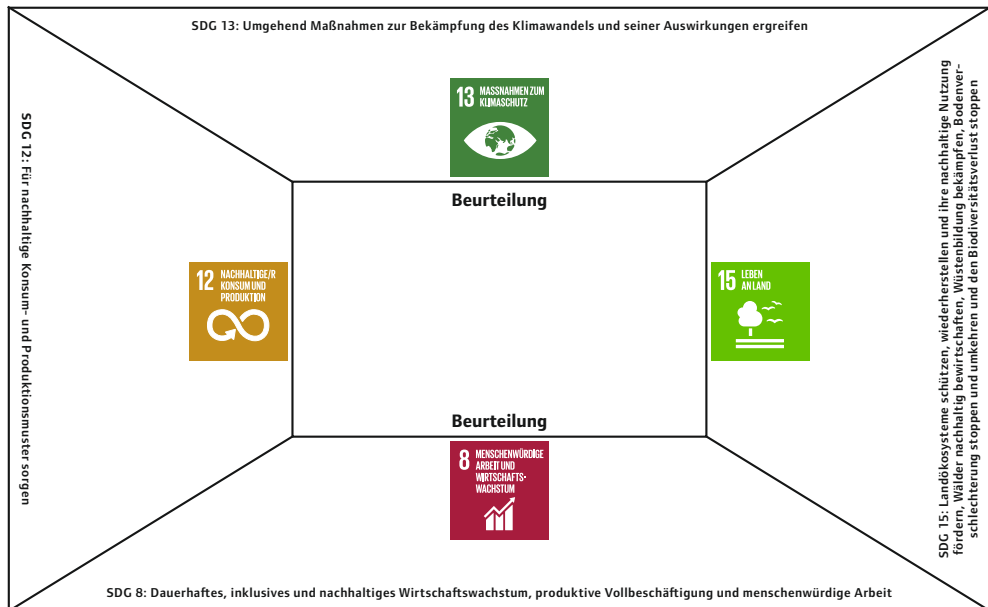 SDG 13: Umgehend Maßnahmen zur Bekämpfung des Klimawandels und seiner Auswirkungen ergreifen
13 MASSNAHMEN ZUM
KLIMASCHUTZ
SDG 12: Für nachhaltige Konsum- und Produktionsmuster sorgen
12 NACHHALTIGE/R
KONSUM UND
PRODUKTION
Beurteilung
15 LEBEN
AN LAND
SDG 15: Landökosysteme schützen, wiederherstellen und ihre nachhaltige Nutzung
fördern, Wälder nachhaltig bewirtschaften, Wüstenbildung bekämpfen, Bodenver-
schlechterung stoppen und umkehren und den Biodiversitätsverlust stoppen
Beurteilung
8 MENSCHENWÜRDIGE
ARBEIT UND
WIRTSCHAFTS-
WACHSTUM
SDG 8: Dauerhaftes, inklusives und nachhaltiges Wirtschaftswachstum, produktive Vollbeschäftigung und menschenwürdige Arbeit